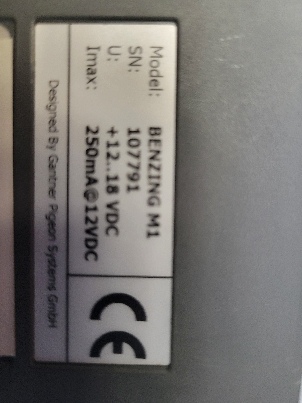 Model: BENZING M1
SN: 107791
U: +12..18 VDC
Imax: 250mA@12VDC
Designed By Gantner Pigeon Systems GmbH
CE